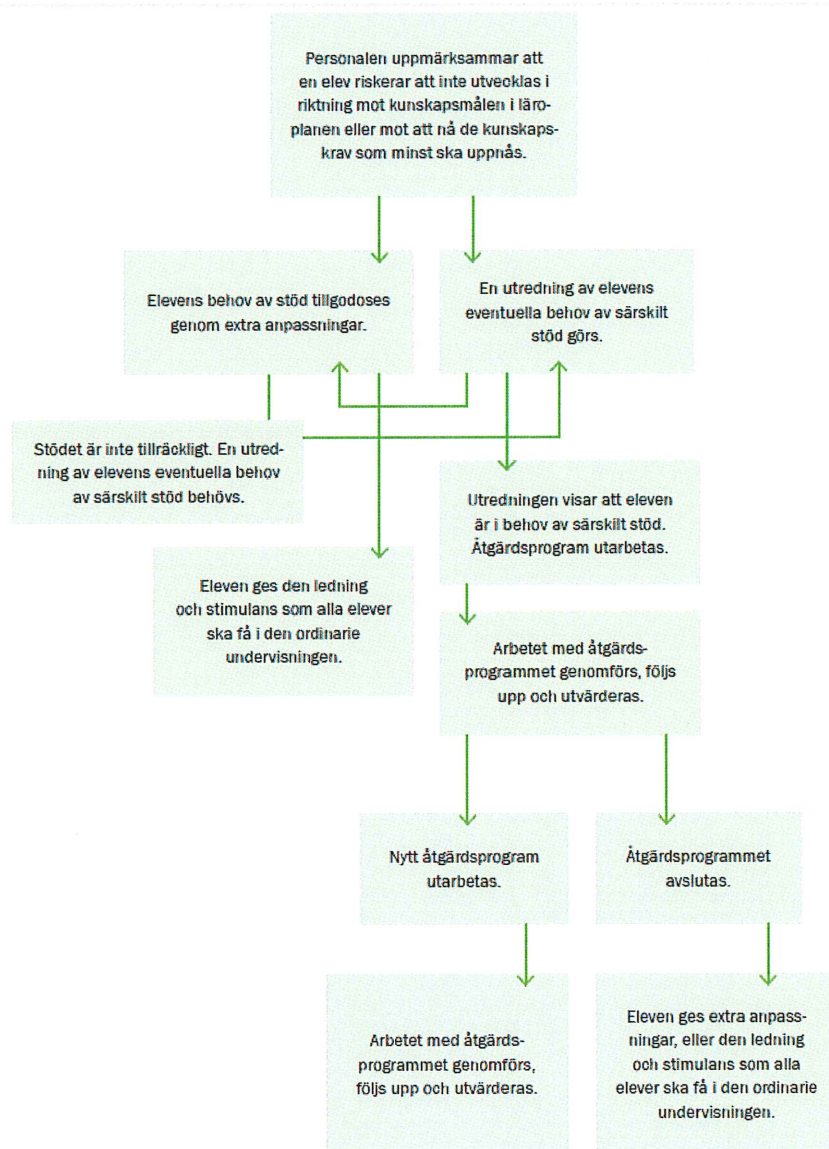 Personalen uppmärksammar att
en elev riskerar att inte utvecklas i
riktning mot kunskapsmålen i läro-
planen eller mot att nå de kunskaps-
krav som minst ska uppnås.
Elevens behov av stöd tillgodoses
genom extra anpassningar.
En utredning av elevens
eventuella behov av särskilt
stöd görs.
Stödet är inte tillräckligt. En utred-
ning av elevens eventuella behov
av särskilt stöd behövs.
Utredningen visar att eleven
är i behov av särskilt stöd.
Åtgärdsprogram utarbetas.
Eleven ges den ledning
och stimulans som alla elever
ska få i den ordinarie
undervisningen.
Arbetet med åtgärds-
programmet genomförs, följs
upp och utvärderas.
Nytt åtgärdsprogram
utarbetas.
Åtgärdsprogrammet
avslutas.
Arbetet med åtgärds-
programmet genomförs,
följs upp och utvärderas.
Eleven ges extra anpass-
ningar, eller den ledning
och stimulans som alla
elever ska få i den ordinarie
undervisningen.